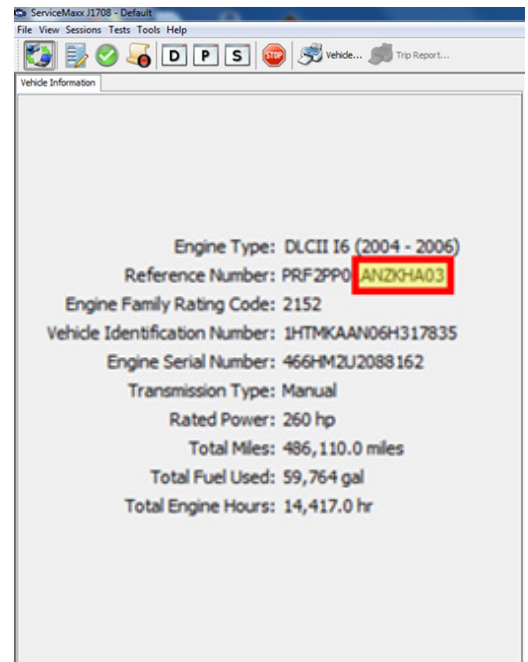 ServiceMaxx J1708 - Default
File View Sessions Tests Tools Help
D P S STOP Vehicle... Trip Report...
Vehicle Information
Engine Type: DLCII I6 (2004 - 2006)
Reference Number: PRF2PP0 ANZKHA03
Engine Family Rating Code: 2152
Vehicle Identification Number: 1HTMKAAN06H317835
Engine Serial Number: 466HM2U2088162
Transmission Type: Manual
Rated Power: 260 hp
Total Miles: 486,110.0 miles
Total Fuel Used: 59,764 gal
Total Engine Hours: 14,417.0 hr